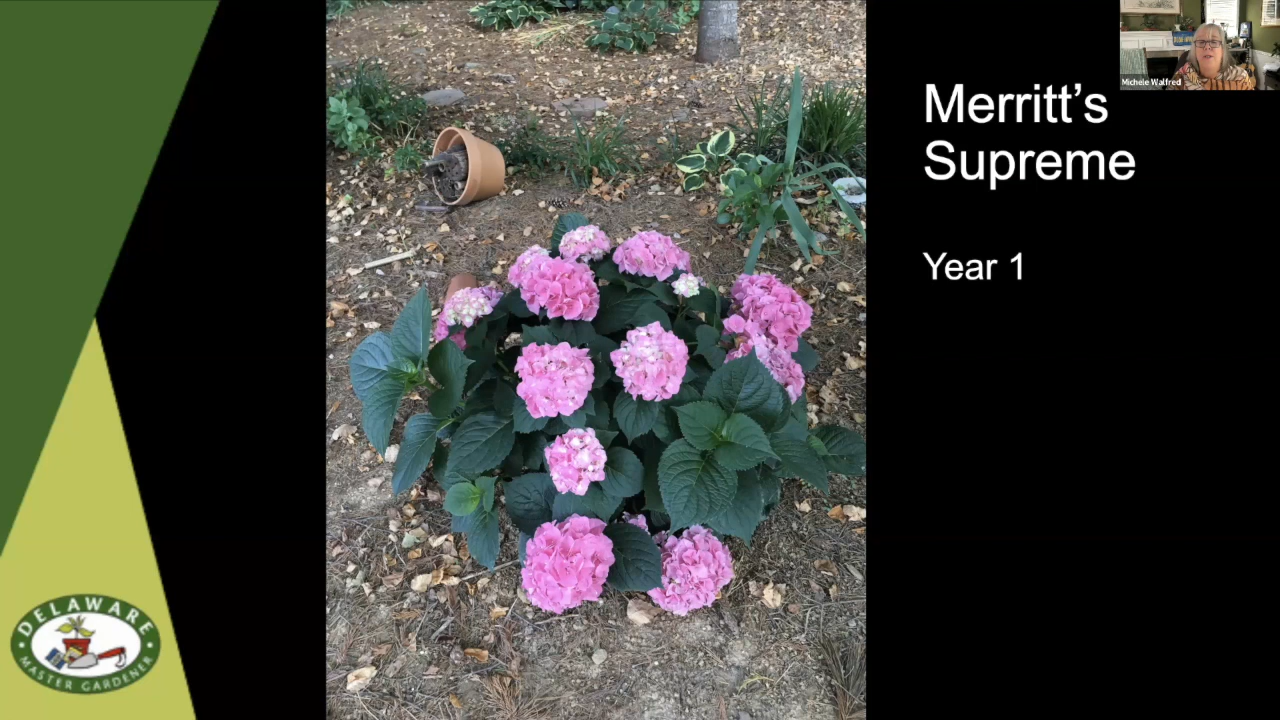 Merritt's
Supreme
Year 1
Michele Walfred
DELAWARE
MASTER GARDENER